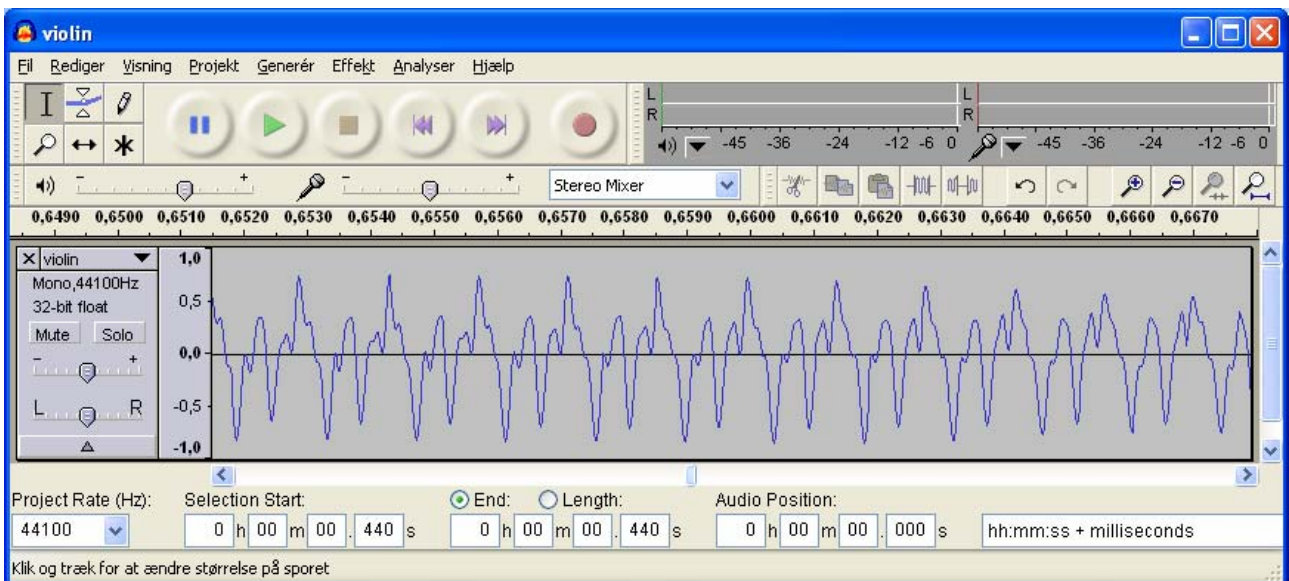 violin
Fil Rediger Visning Projekt Generér Effekt Analyser Hjælp
L
R
-45 -36 -24 -12 -6 0
L
R
-45 -36 -24 -12 -6 0
- +
- +
Stereo Mixer
0,6490 0,6500 0,6510 0,6520 0,6530 0,6540 0,6550 0,6560 0,6570 0,6580 0,6590 0,6600 0,6610 0,6620 0,6630 0,6640 0,6650 0,6660 0,6670
X violin
Mono,44100Hz
32-bit float
Mute Solo
- +
L R
1,0
0,5
0,0
-0,5
-1,0
Project Rate (Hz): Selection Start: End: Length: Audio Position:
44100 0 h 00 m 00 . 440 s 0 h 00 m 00 . 440 s 0 h 00 m 00 . 000 s hh:mm:ss + milliseconds
Klik og træk for at ændre størrelse på sporet